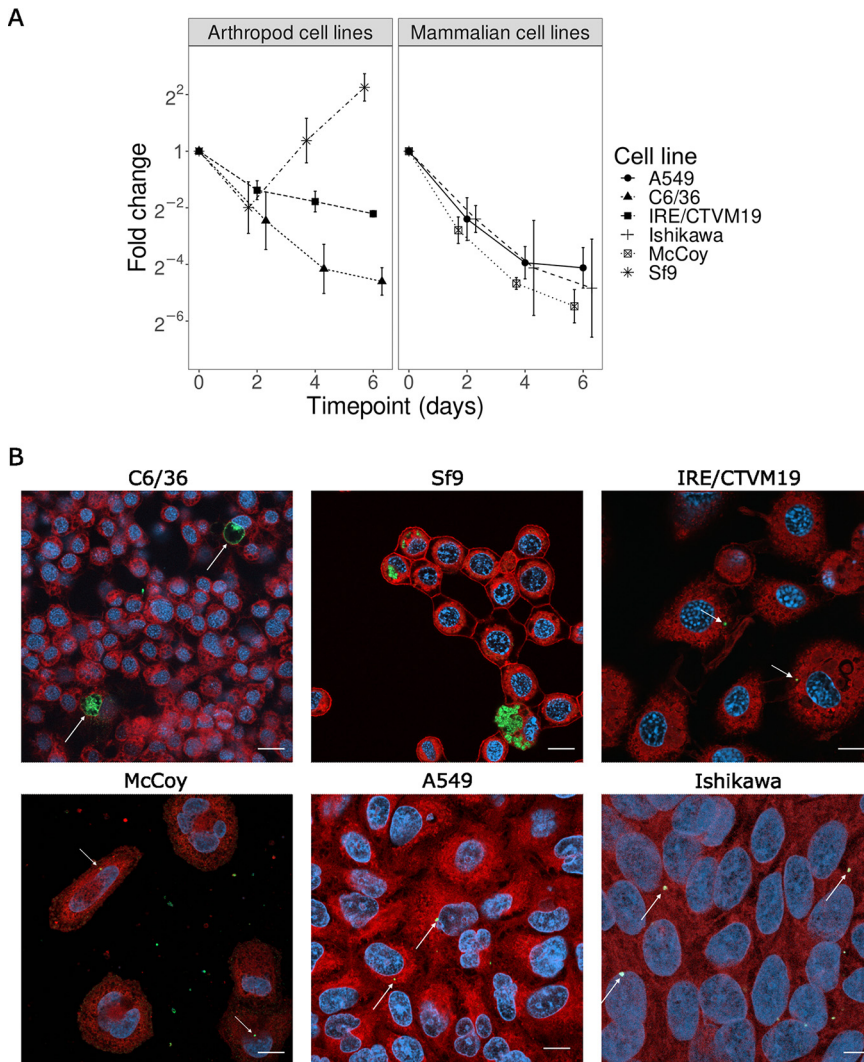 A
Arthropod cell lines
Mammalian cell lines
Fold change
2²
1
2⁻²
2⁻⁴
2⁻⁶
0 2 4 6
0 2 4 6
Timepoint (days)
Cell line
A549
C6/36
IRE/CTVM19
Ishikawa
McCoy
Sf9
B
C6/36
Sf9
IRE/CTVM19
McCoy
A549
Ishikawa